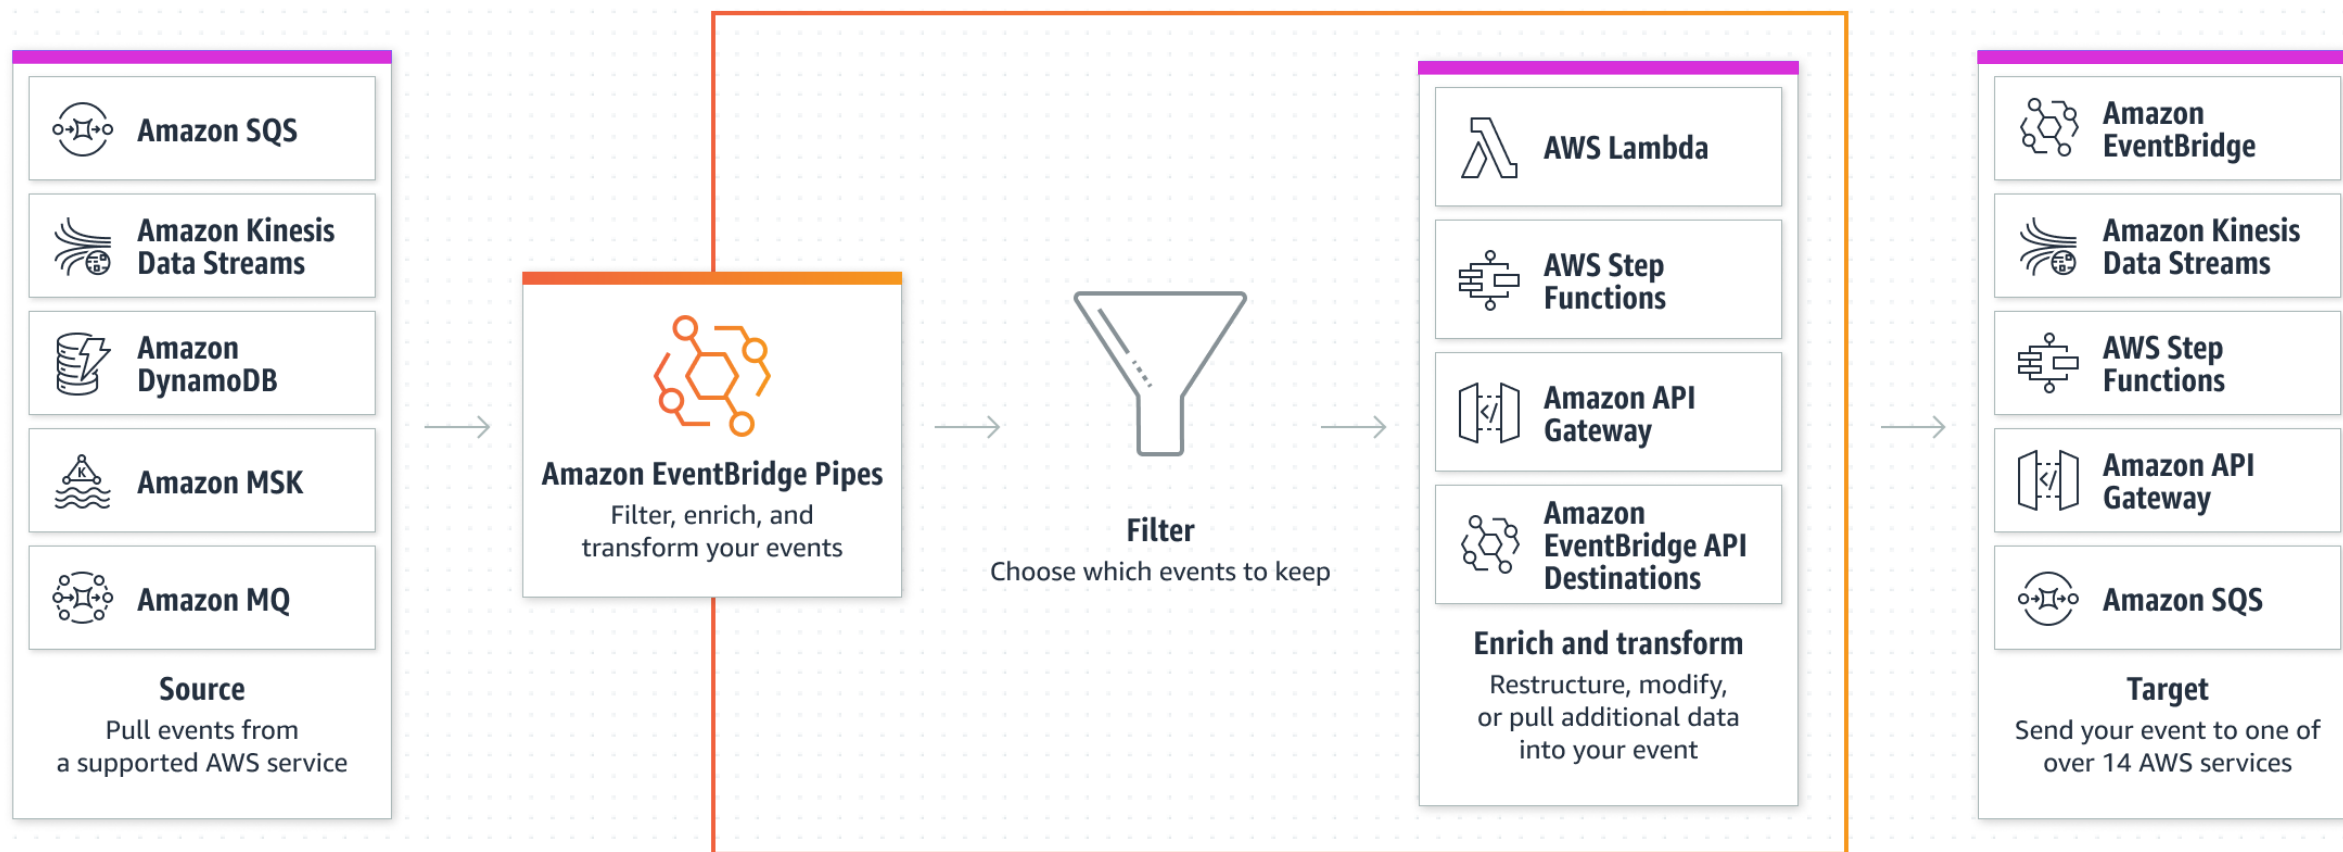 Amazon SQS
Amazon Kinesis
Data Streams
Amazon
DynamoDB
K
Amazon MSK
Amazon MQ
Source
Pull events from
a supported AWS service
Amazon EventBridge Pipes
Filter, enrich, and
transform your events
Filter
Choose which events to keep
AWS Lambda
AWS Step
Functions
</>
Amazon API
Gateway
Amazon
EventBridge API
Destinations
Enrich and transform
Restructure, modify,
or pull additional data
into your event
Amazon
EventBridge
Amazon Kinesis
Data Streams
AWS Step
Functions
</>
Amazon API
Gateway
Amazon SQS
Target
Send your event to one of
over 14 AWS services